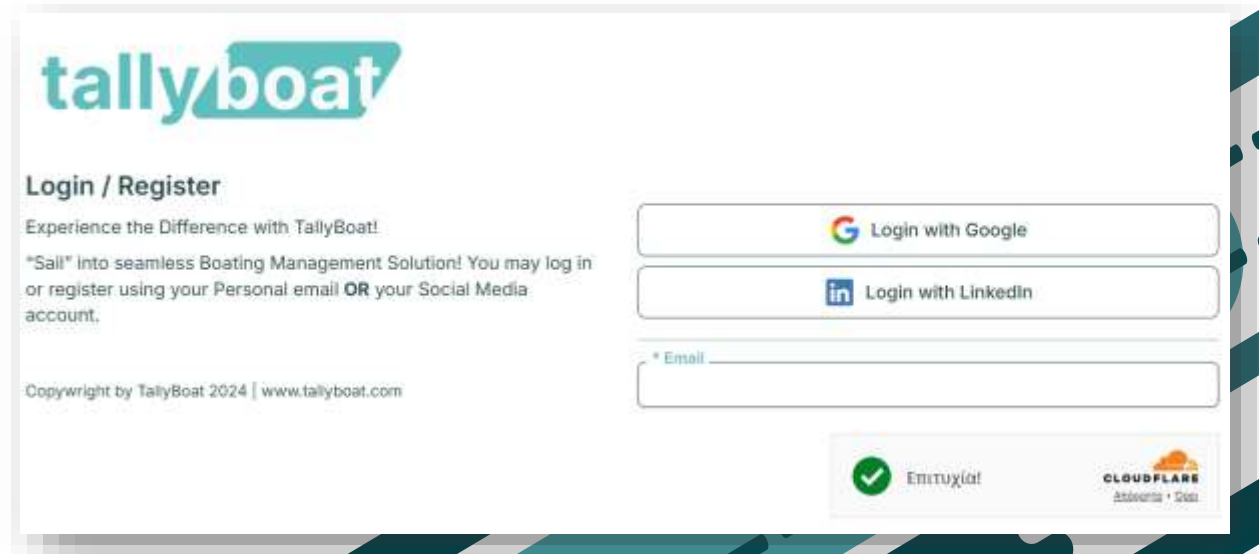 tallyboat
Login / Register
Experience the Difference with TallyBoat!
"Sail" into seamless Boating Management Solution! You may log in
or register using your Personal email OR your Social Media
account.
Copywright by TallyBoat 2024 | www.tallyboat.com
Login with Google
Login with LinkedIn
* Email
Επιτυχία!
CLOUDFLARE